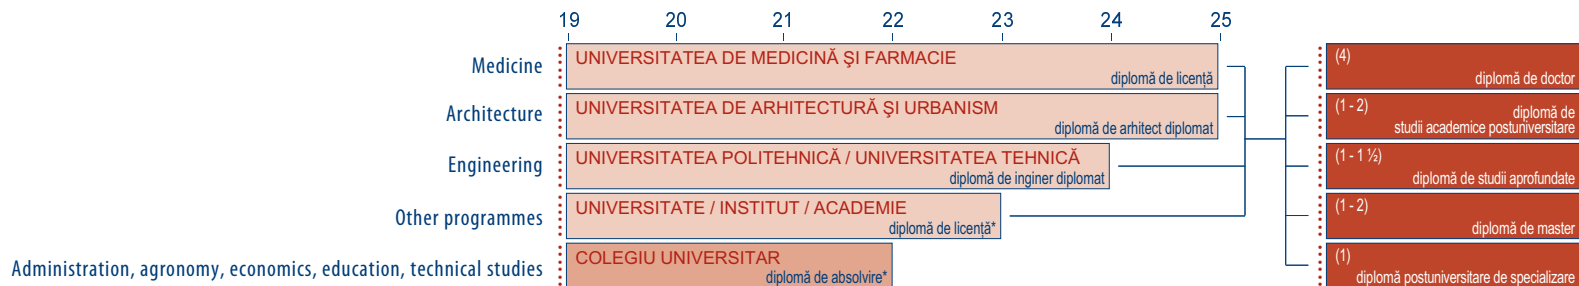 19 20 21 22 23 24 25
Medicine
UNIVERSITATEA DE MEDICINĂ ŞI FARMACIE
diplomă de licenţă
(4)
diplomă de doctor
Architecture
UNIVERSITATEA DE ARHITECTURĂ ŞI URBANISM
diplomă de arhitect diplomat
(1 - 2)
diplomă de
studii academice postuniversitare
Engineering
UNIVERSITATEA POLITEHNICĂ / UNIVERSITATEA TEHNICĂ
diplomă de inginer diplomat
(1 - 1 ½)
diplomă de studii aprofundate
Other programmes
UNIVERSITATE / INSTITUT / ACADEMIE
diplomă de licenţă*
(1 - 2)
diplomă de master
Administration, agronomy, economics, education, technical studies
COLEGIU UNIVERSITAR
diplomă de absolvire*
(1)
diplomă postuniversitare de specializare